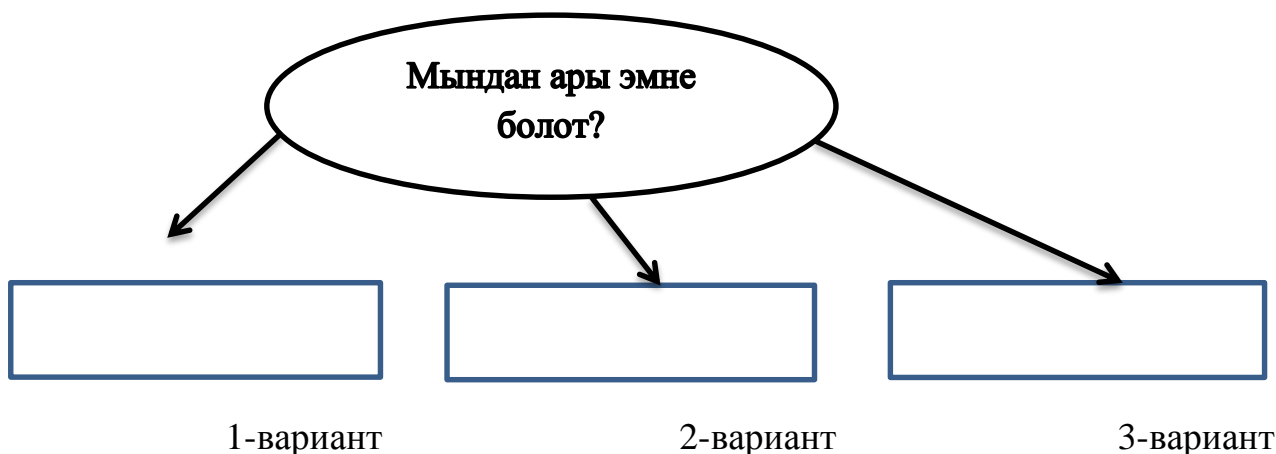 Мындан ары эмне
болот?
1-вариант 2-вариант 3-вариант